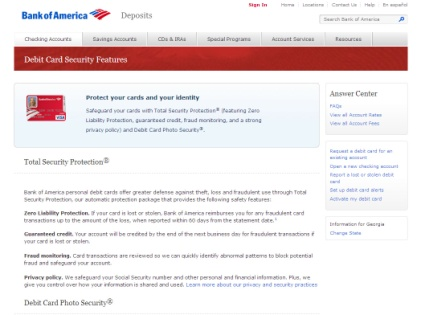 Sign In Home Locations Contact Us Help En español
Bank of America Deposits
Search Bank of America
Checking Accounts Savings Accounts CDs & IRAs Special Programs Account Services Resources
Debit Card Security Features
Protect your cards and your identity
Safeguard your cards with Total Security Protection® (featuring Zero
Liability Protection, guaranteed credit, fraud monitoring, and a strong
privacy policy) and Debit Card Photo Security®.
Answer Center
FAQs
View all Account Rates
View all Account Fees
Request a debit card for an
existing account
Open a new checking account
Report a lost or stolen debit
card
Set up debit card alerts
Activate my debit card
Information for Georgia
Change State
Total Security Protection®
Bank of America personal debit cards offer greater defense against theft, loss and fraudulent use through Total
Security Protection, our automatic protection package that provides the following safety features:
Zero Liability Protection. If your card is lost or stolen, Bank of America reimburses you for any fraudulent card
transactions up to the amount of the loss, when reported within 60 days from the statement date.¹
Guaranteed credit. Your account will be credited by the end of the next business day for fraudulent transactions if
your card is lost or stolen.
Fraud monitoring. Card transactions are reviewed so we can quickly identify abnormal patterns to block potential
fraud and safeguard your account.
Privacy policy. We safeguard your Social Security number and other personal and financial information. Plus, we
give you control over how your information is shared and used. Learn more about our privacy and security practices
Debit Card Photo Security®